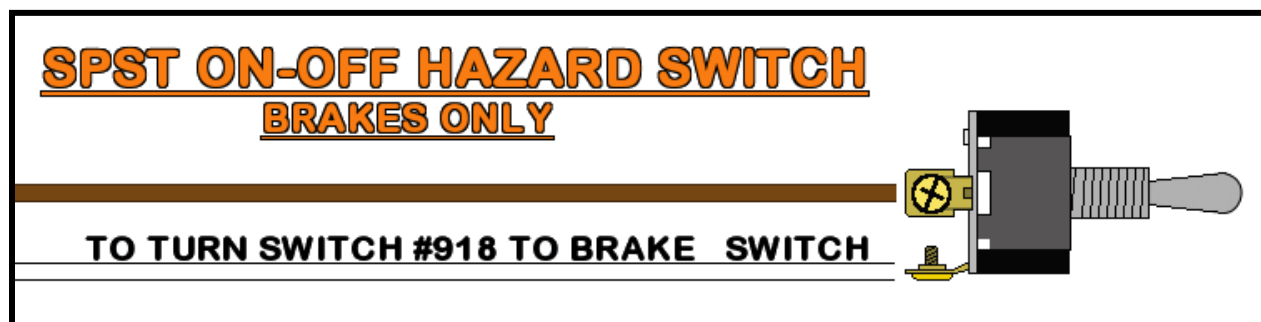 SPST ON-OFF HAZARD SWITCH
BRAKES ONLY
TO TURN SWITCH #918 TO BRAKE SWITCH